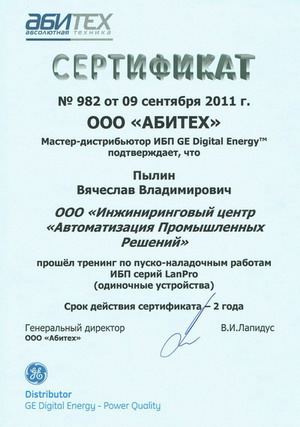 АБИТЕХ
абсолютная техника
СЕРТИФИКАТ
№ 982 от 09 сентября 2011 г.
ООО «АБИТЕХ»
Мастер-дистрибьютор ИБП GE Digital Energy™
подтверждает, что
Пылин
Вячеслав Владимирович
ООО «Инжиниринговый центр
«Автоматизация Промышленных
Решений»
прошёл тренинг по пуско-наладочным работам
ИБП серий LanPro
(одиночные устройства)
Срок действия сертификата – 2 года
Генеральный директор В.И.Лапидус
ООО «Абитех»
GE
Distributor
GE Digital Energy - Power Quality